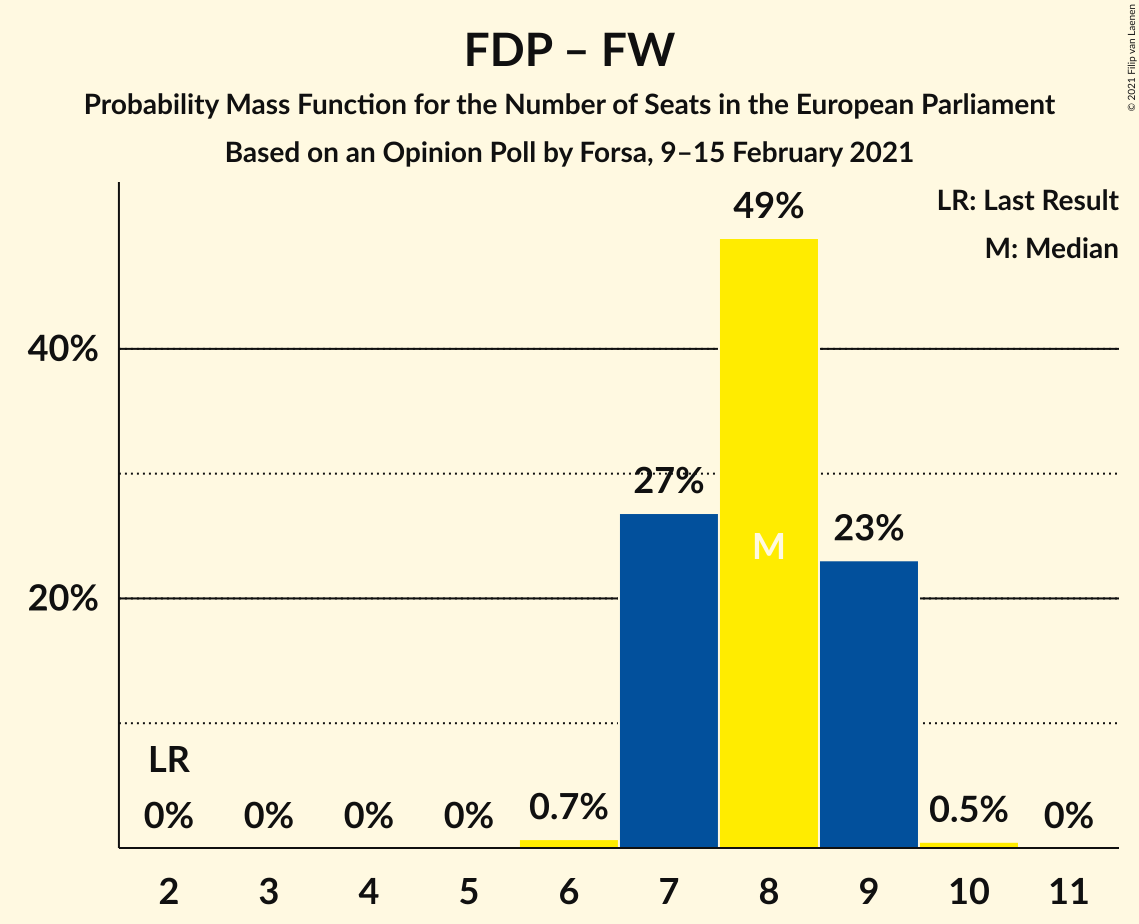 FDP – FW
Probability Mass Function for the Number of Seats in the European Parliament
Based on an Opinion Poll by Forsa, 9–15 February 2021
© 2021 Filip van Laenen
LR: Last Result
M: Median
49%
40%
27%
23%
M
20%
LR
0% 0% 0% 0% 0.7% 0.5% 0%
2 3 4 5 6 7 8 9 10 11